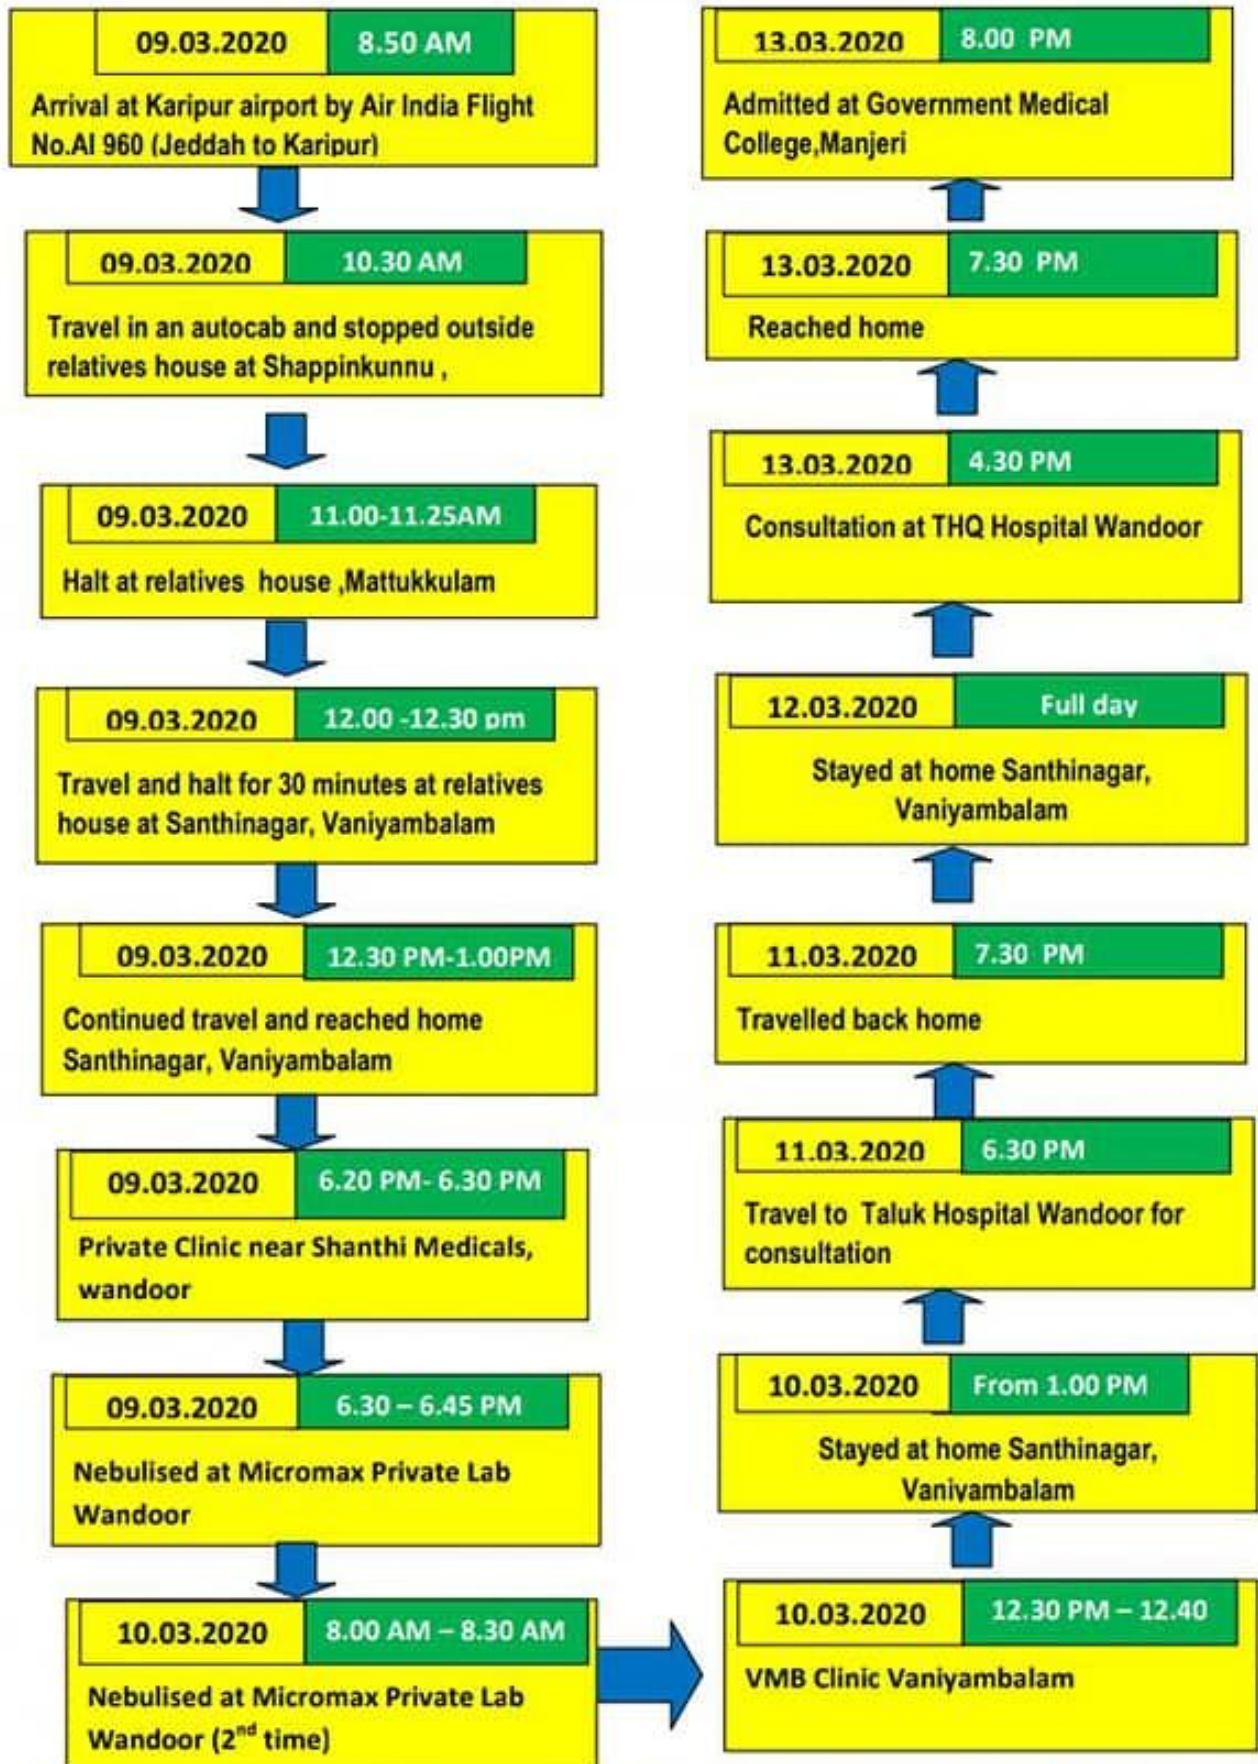 09.03.2020 8.50 AM
Arrival at Karipur airport by Air India Flight
No.AI 960 (Jeddah to Karipur)
09.03.2020 10.30 AM
Travel in an autocab and stopped outside
relatives house at Shappinkunnu ,
09.03.2020 11.00-11.25AM
Halt at relatives house ,Mattukkulam
09.03.2020 12.00 -12.30 pm
Travel and halt for 30 minutes at relatives
house at Santhinagar, Vaniyambalam
09.03.2020 12.30 PM-1.00PM
Continued travel and reached home
Santhinagar, Vaniyambalam
09.03.2020 6.20 PM- 6.30 PM
Private Clinic near Shanthi Medicals,
wandoor
09.03.2020 6.30 – 6.45 PM
Nebulised at Micromax Private Lab
Wandoor
10.03.2020 8.00 AM – 8.30 AM
Nebulised at Micromax Private Lab
Wandoor (2nd time)
10.03.2020 12.30 PM – 12.40
VMB Clinic Vaniyambalam
10.03.2020 From 1.00 PM
Stayed at home Santhinagar,
Vaniyambalam
11.03.2020 6.30 PM
Travel to Taluk Hospital Wandoor for
consultation
11.03.2020 7.30 PM
Travelled back home
12.03.2020 Full day
Stayed at home Santhinagar,
Vaniyambalam
13.03.2020 4.30 PM
Consultation at THQ Hospital Wandoor
13.03.2020 7.30 PM
Reached home
13.03.2020 8.00 PM
Admitted at Government Medical
College,Manjeri